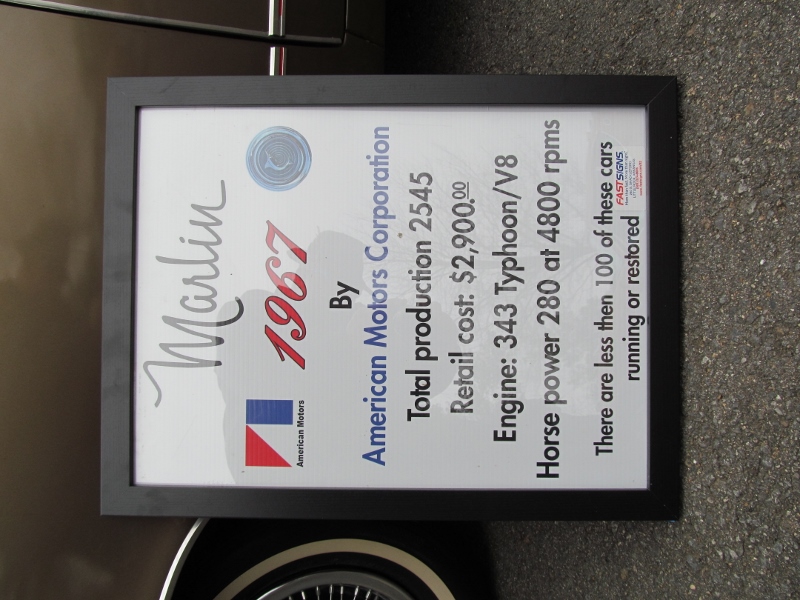 Marlin
1967
American Motors
By
American Motors Corporation
Total production 2545
Retail cost: $2,900.00
Engine: 343 Typhoon/V8
Horse power 280 at 4800 rpms
There are less then 100 of these cars
running or restored
FASTSIGNS